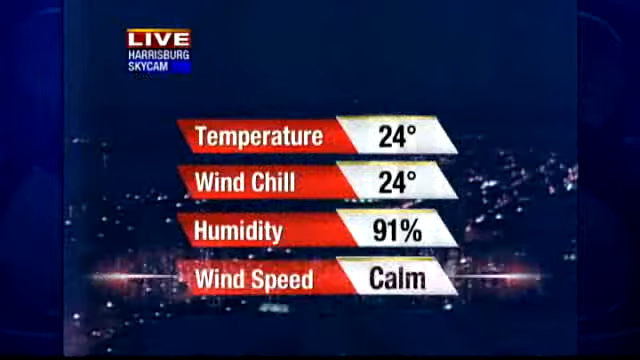 LIVE
HARRISBURG
SKYCAM
Temperature 24°
Wind Chill 24°
Humidity 91%
Wind Speed Calm